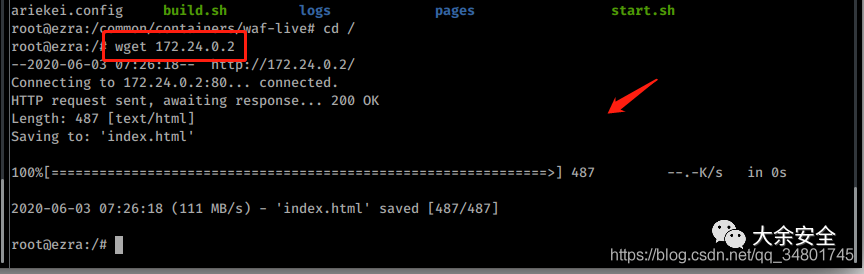 ariekei.config     build.sh         logs             pages                 start.sh
root@ezra:/common/containers/waf-live# cd /
root@ezra:/# wget 172.24.0.2
--2020-06-03 07:26:18--  http://172.24.0.2/
Connecting to 172.24.0.2:80... connected.
HTTP request sent, awaiting response... 200 OK
Length: 487 [text/html]
Saving to: 'index.html'
100%[==============================================================>] 487         --.-K/s   in 0s
2020-06-03 07:26:18 (111 MB/s) - 'index.html' saved [487/487]
root@ezra:/#
大余安全
https://blog.csdn.net/qq_34801745